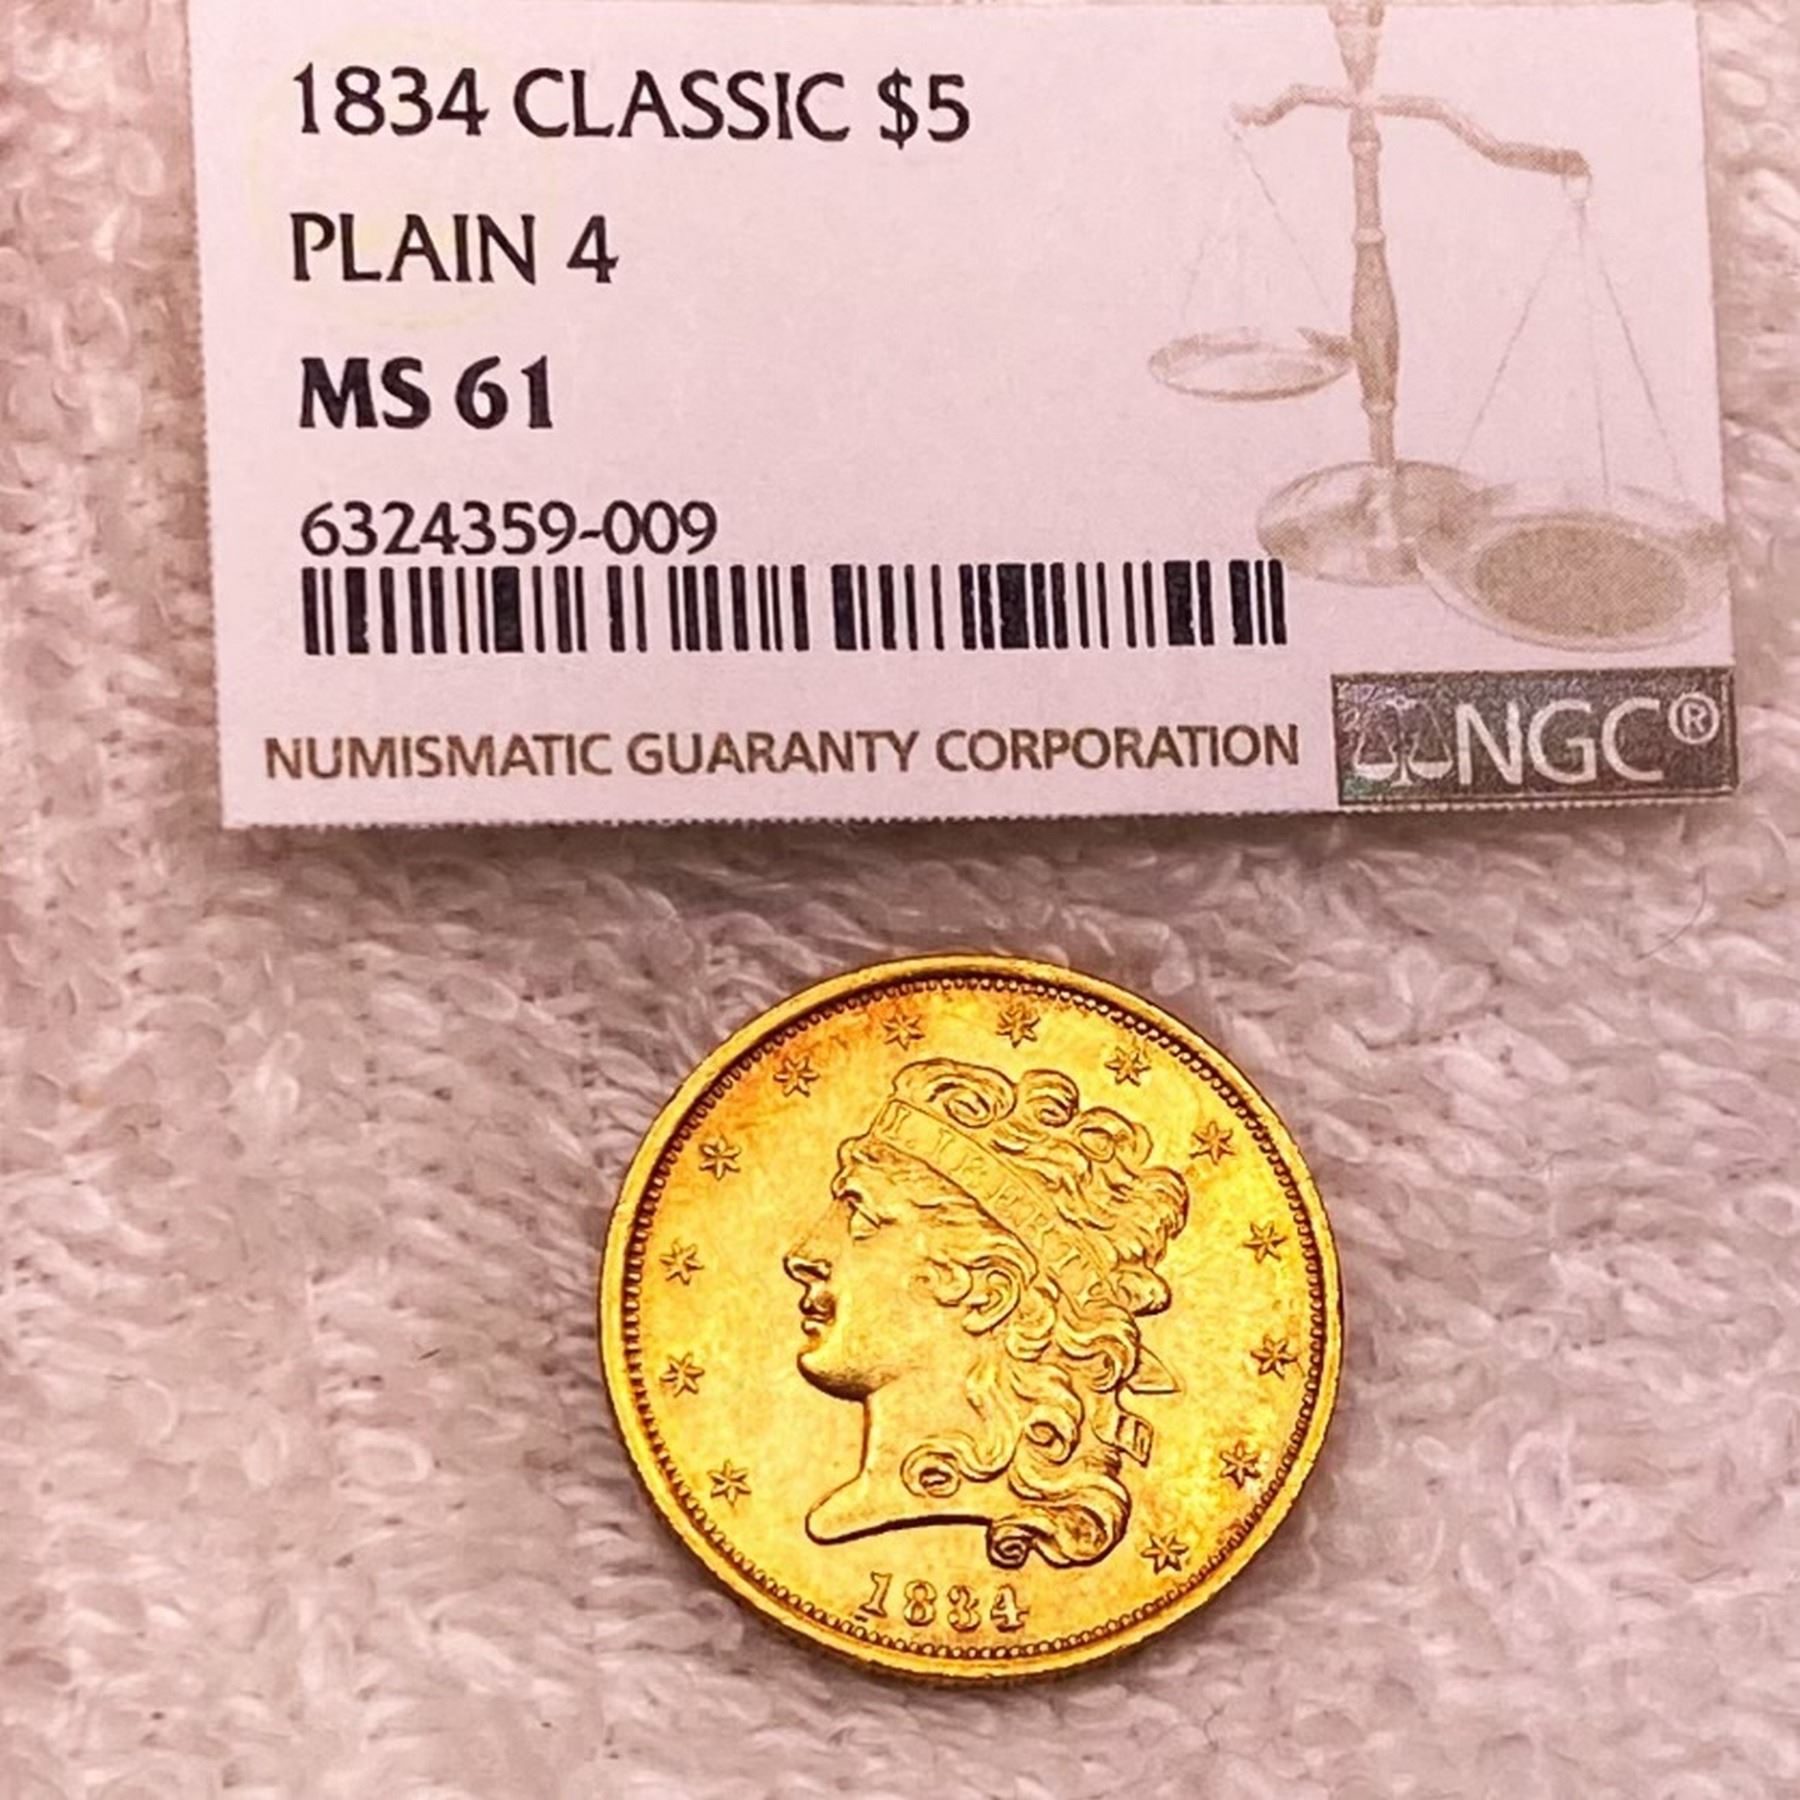 1834 CLASSIC $5
PLAIN 4
MS 61
6324359-009
NUMISMATIC GUARANTY CORPORATION
NGC®
LIBERTY
1834